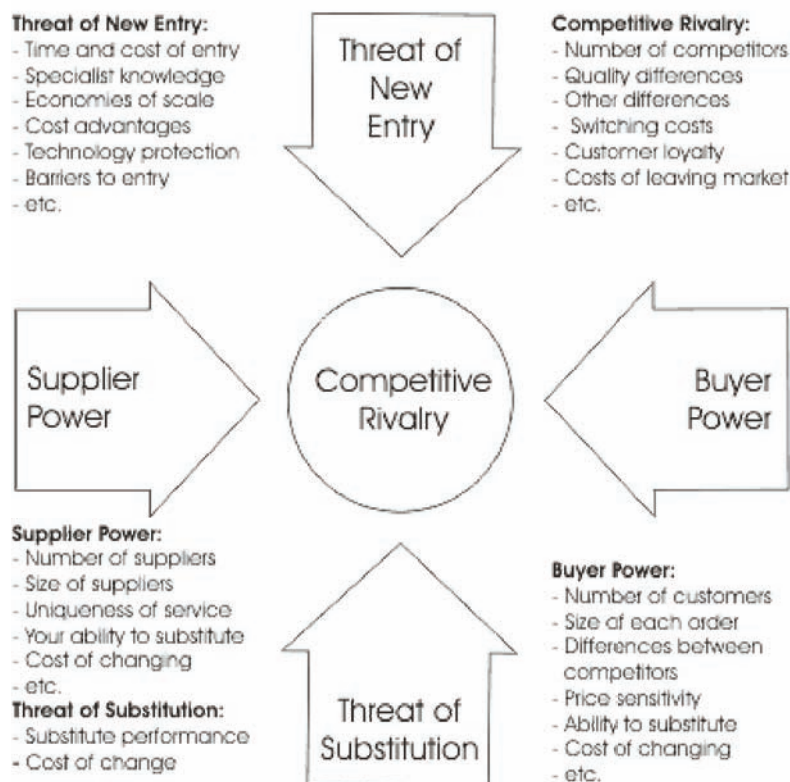 Threat of New Entry:
- Time and cost of entry
- Specialist knowledge
- Economies of scale
- Cost advantages
- Technology protection
- Barriers to entry
- etc.
Threat of
New
Entry
Competitive Rivalry:
- Number of competitors
- Quality differences
- Other differences
- Switching costs
- Customer loyalty
- Costs of leaving market
- etc.
Supplier
Power
Competitive
Rivalry
Buyer
Power
Supplier Power:
- Number of suppliers
- Size of suppliers
- Uniqueness of service
- Your ability to substitute
- Cost of changing
- etc.
Threat of Substitution:
- Substitute performance
- Cost of change
Threat of
Substitution
Buyer Power:
- Number of customers
- Size of each order
- Differences between
competitors
- Price sensitivity
- Ability to substitute
- Cost of changing
- etc.